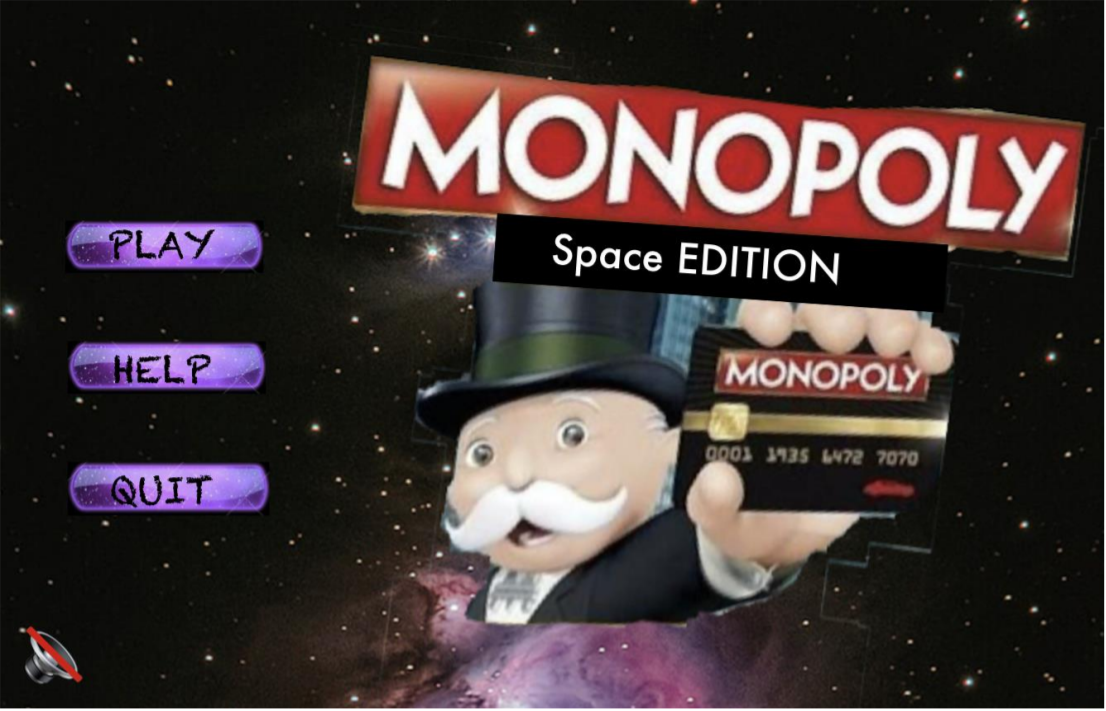 MONOPOLY
Space EDITION
PLAY
HELP
QUIT
MONOPOLY
0001 1935 6472 7070